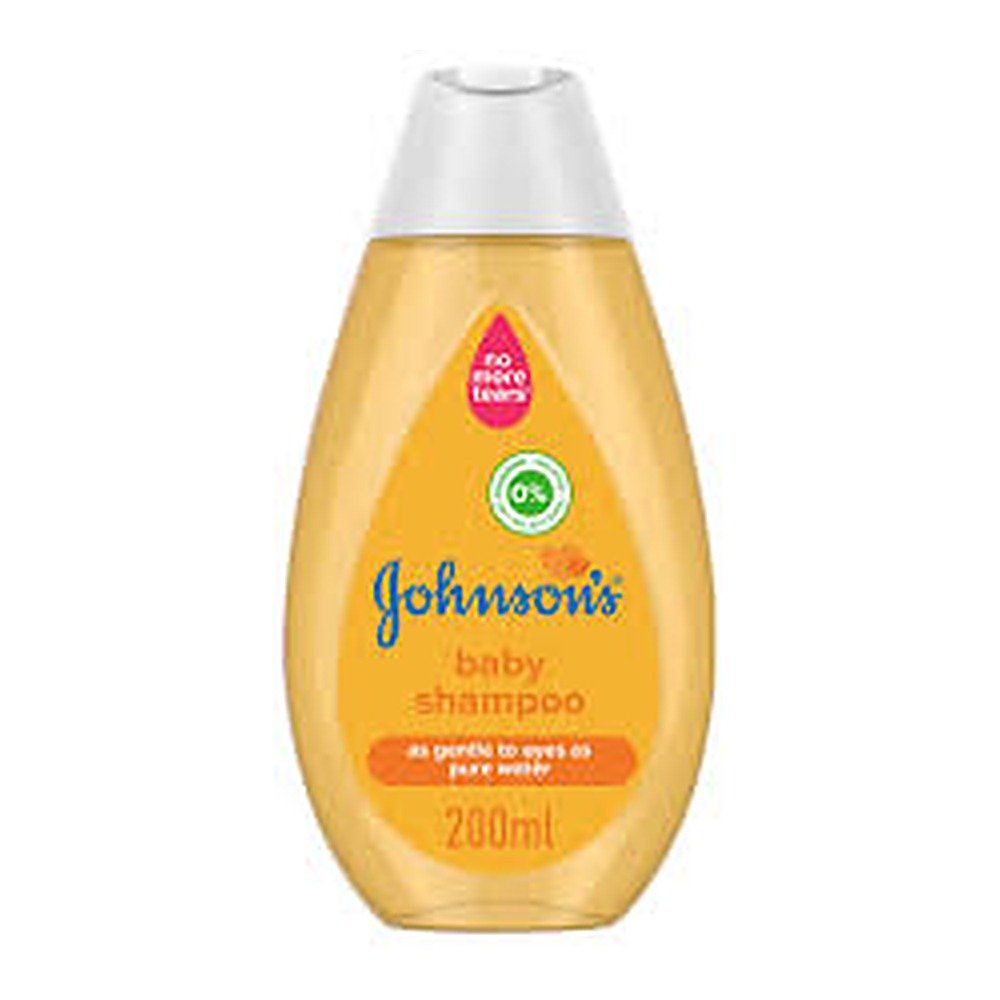 no
more
tears®
0%
Johnson's®
baby
shampoo
as gentle to eyes as
pure water
200ml